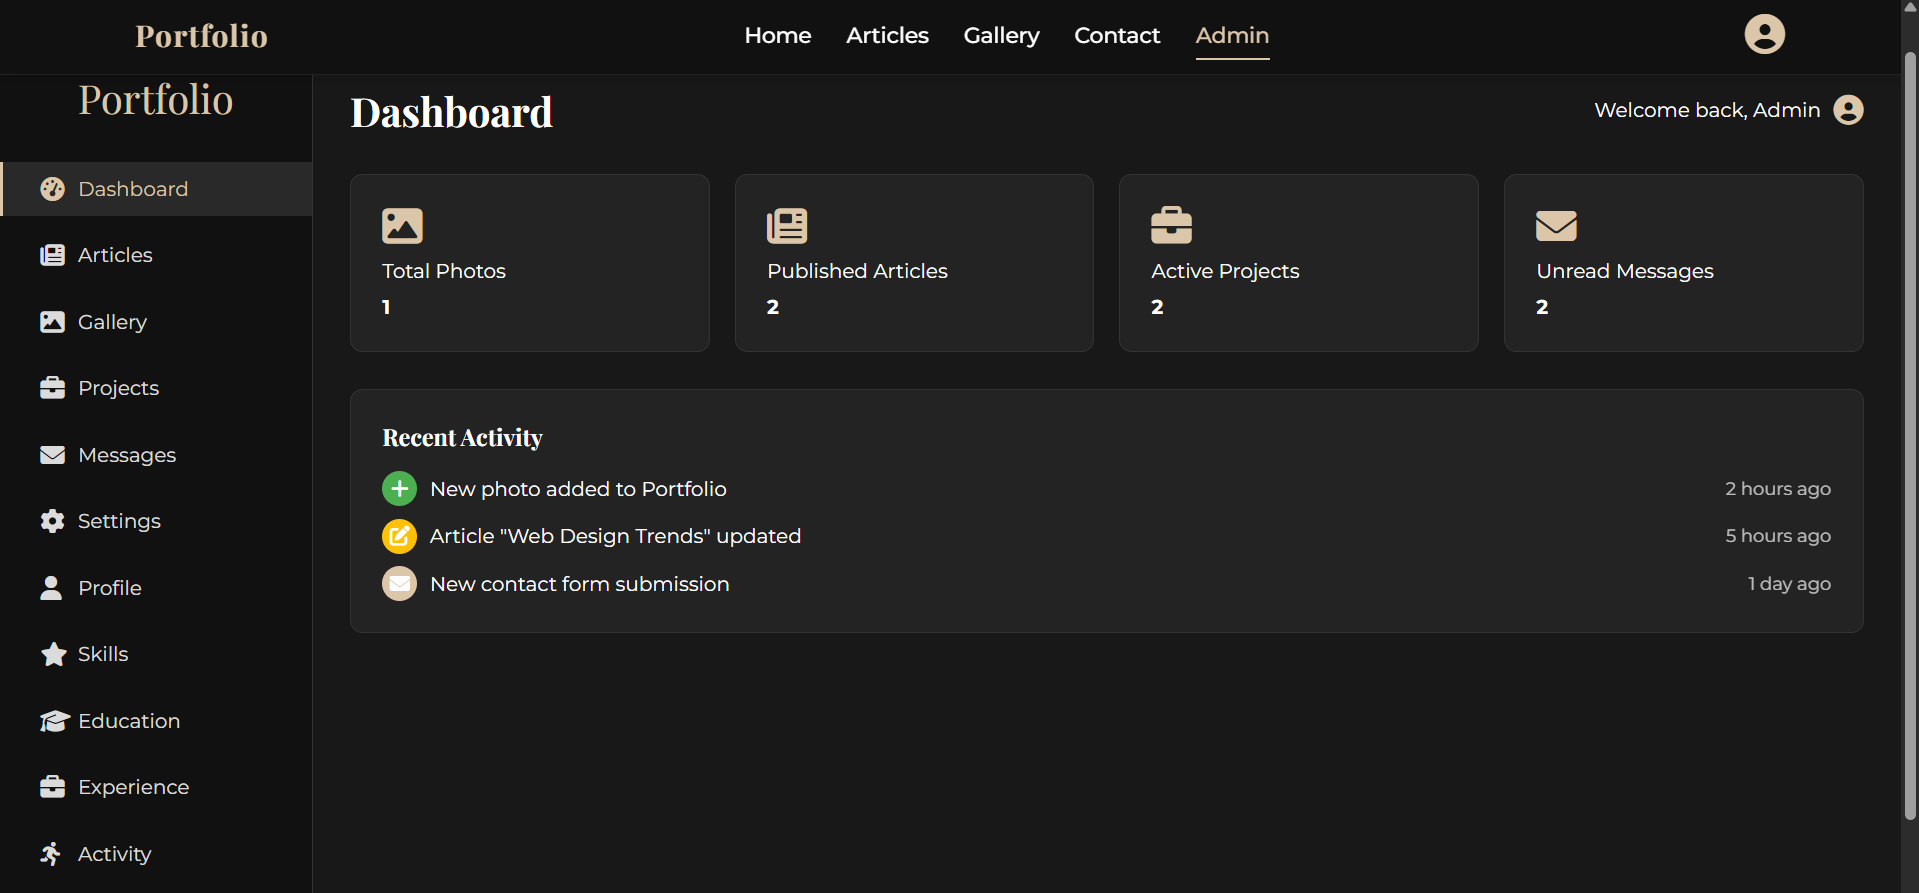 Portfolio
Home Articles Gallery Contact Admin
Portfolio
Dashboard
Articles
Gallery
Projects
Messages
Settings
Profile
Skills
Education
Experience
Activity
Dashboard
Welcome back, Admin
Total Photos
1
Published Articles
2
Active Projects
2
Unread Messages
2
Recent Activity
New photo added to Portfolio 2 hours ago
Article "Web Design Trends" updated 5 hours ago
New contact form submission 1 day ago